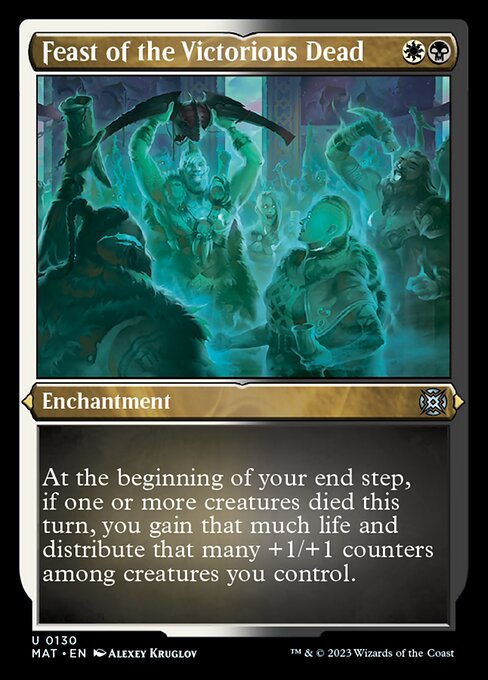 Feast of the Victorious Dead
Enchantment
At the beginning of your end step,
if one or more creatures died this
turn, you gain that much life and
distribute that many +1/+1 counters
among creatures you control.
U 0130
MAT • EN Alexey Kruglov
™ & © 2023 Wizards of the Coast